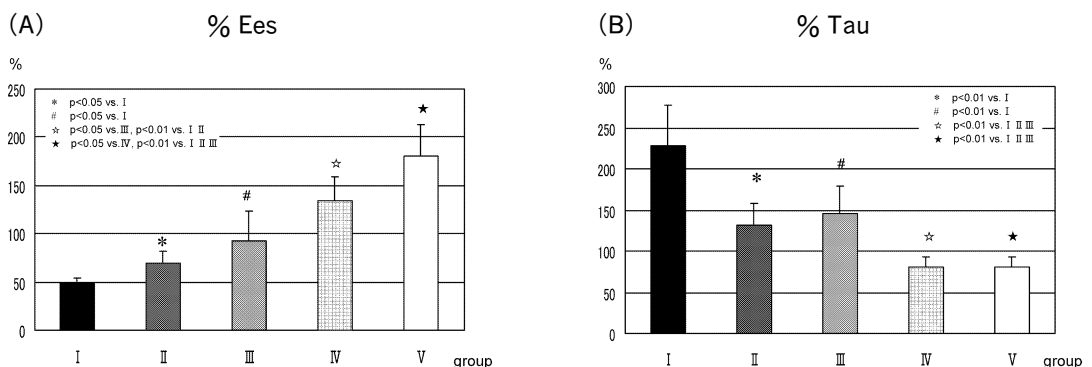 (A) % Ees
%
250
200
150
100
50
0
* p<0.05 vs. Ⅰ
# p<0.05 vs. Ⅰ
☆ p<0.05 vs.Ⅲ, p<0.01 vs. Ⅰ Ⅱ
★ p<0.05 vs.Ⅳ, p<0.01 vs. Ⅰ Ⅱ Ⅲ
*
#
☆
★
Ⅰ Ⅱ Ⅲ Ⅳ Ⅴ group
(B) % Tau
%
300
250
200
150
100
50
0
* p<0.01 vs. Ⅰ
# p<0.01 vs. Ⅰ
☆ p<0.01 vs. Ⅰ Ⅱ Ⅲ
★ p<0.01 vs. Ⅰ Ⅱ Ⅲ
*
#
☆
★
Ⅰ Ⅱ Ⅲ Ⅳ Ⅴ group